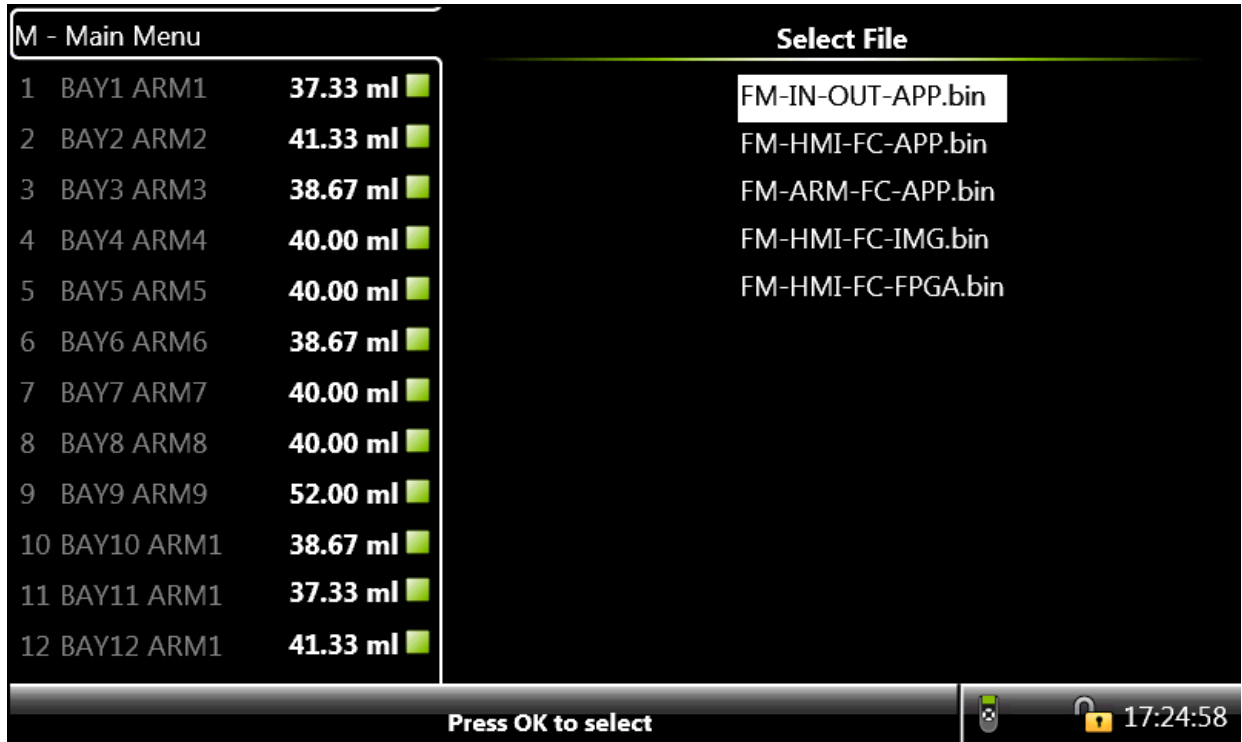 M - Main Menu
1 BAY1 ARM1 37.33 ml
2 BAY2 ARM2 41.33 ml
3 BAY3 ARM3 38.67 ml
4 BAY4 ARM4 40.00 ml
5 BAY5 ARM5 40.00 ml
6 BAY6 ARM6 38.67 ml
7 BAY7 ARM7 40.00 ml
8 BAY8 ARM8 40.00 ml
9 BAY9 ARM9 52.00 ml
10 BAY10 ARM1 38.67 ml
11 BAY11 ARM1 37.33 ml
12 BAY12 ARM1 41.33 ml
Select File
FM-IN-OUT-APP.bin
FM-HMI-FC-APP.bin
FM-ARM-FC-APP.bin
FM-HMI-FC-IMG.bin
FM-HMI-FC-FPGA.bin
Press OK to select
17:24:58